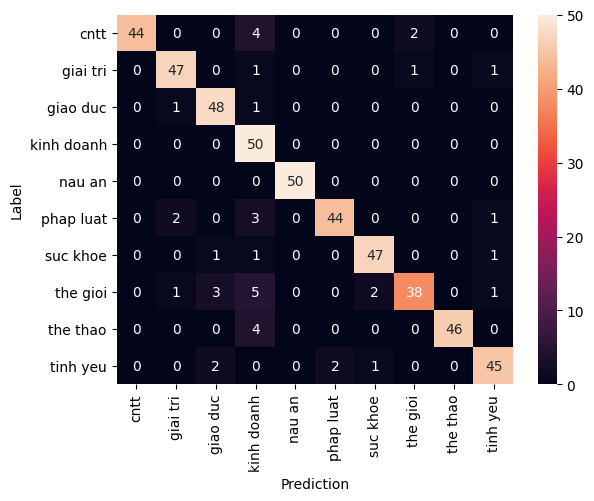 Label
cntt 44 0 0 4 0 0 0 2 0 0
giai tri 0 47 0 1 0 0 0 1 0 1
giao duc 0 1 48 1 0 0 0 0 0 0
kinh doanh 0 0 0 50 0 0 0 0 0 0
nau an 0 0 0 0 50 0 0 0 0 0
phap luat 0 2 0 3 0 44 0 0 0 1
suc khoe 0 0 1 1 0 0 47 0 0 1
the gioi 0 1 3 5 0 0 2 38 0 1
the thao 0 0 0 4 0 0 0 0 46 0
tinh yeu 0 0 2 0 0 2 1 0 0 45
cntt giai tri giao duc kinh doanh nau an phap luat suc khoe the gioi the thao tinh yeu
Prediction
50
40
30
20
10
0